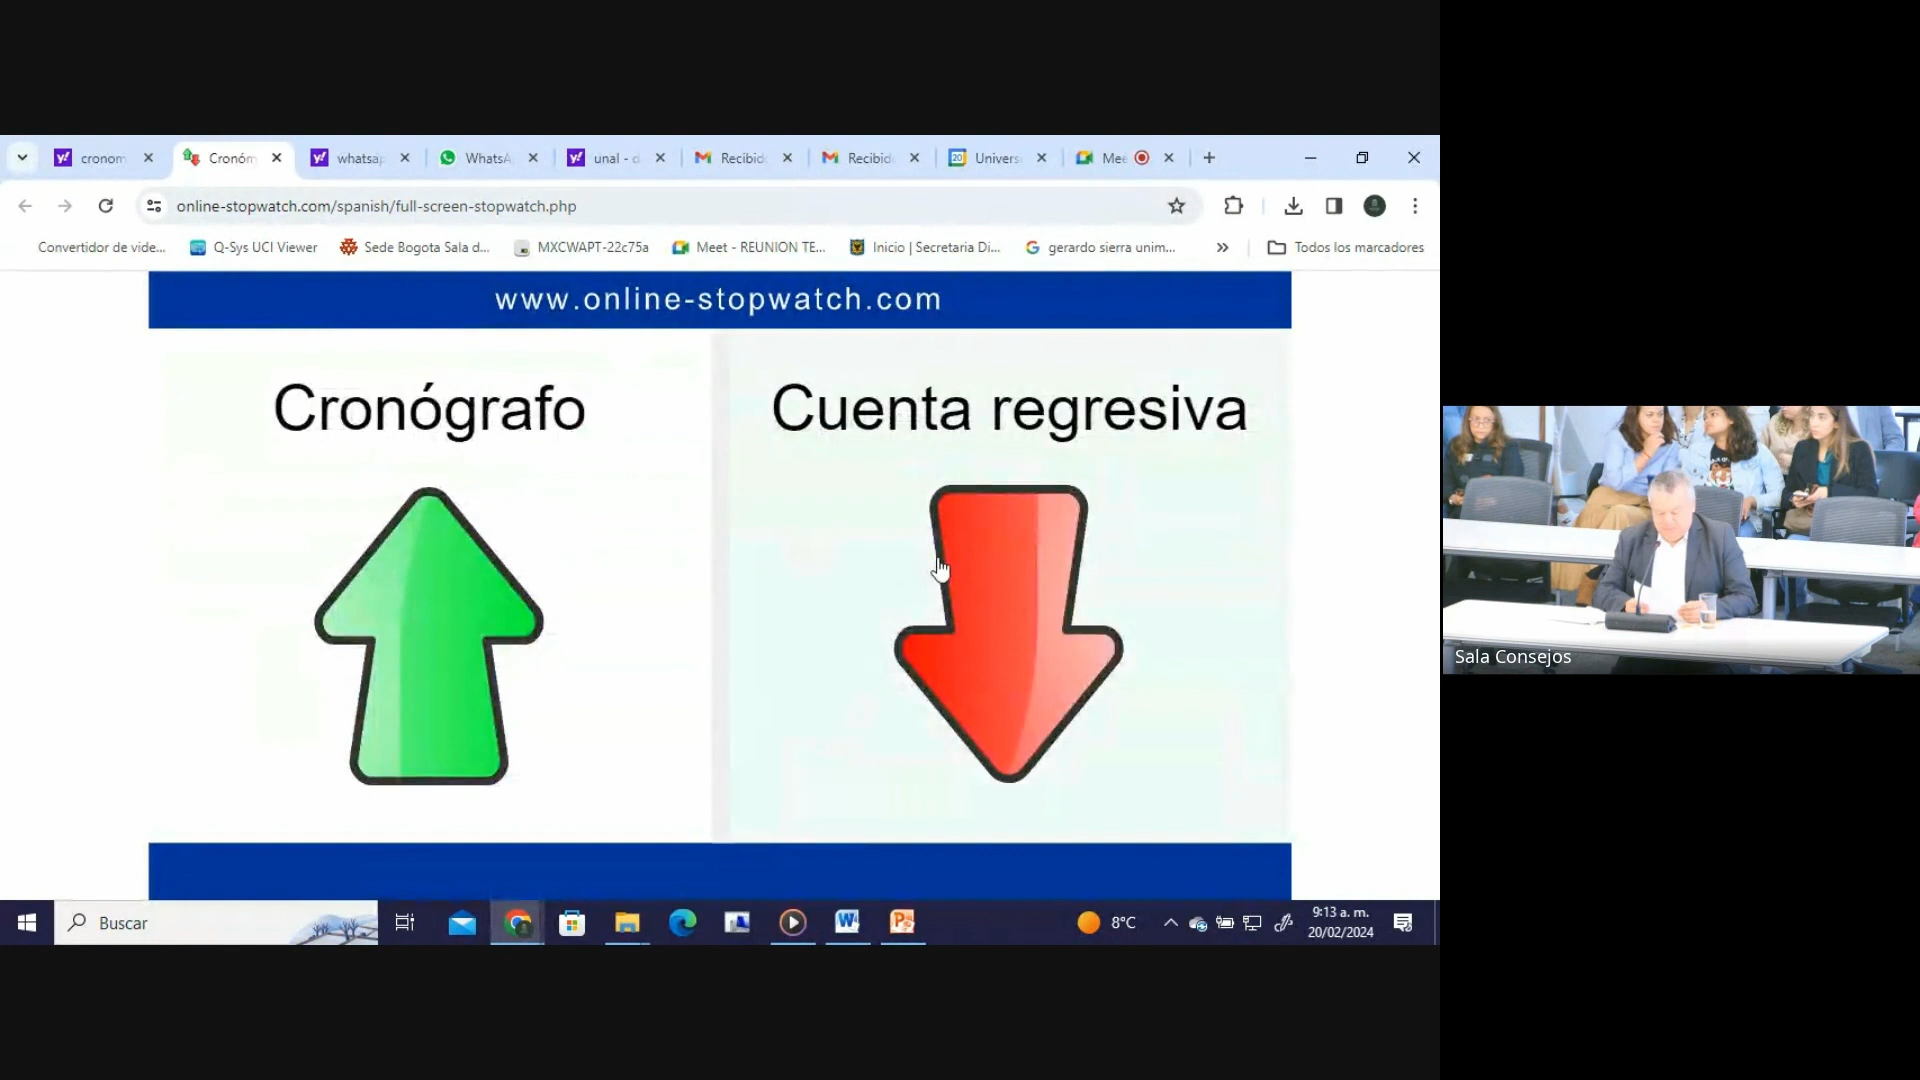 cronom
Cronóm
whatsap
WhatsA
unal - d
Recibid
Recibid
20
Univers
Mee
online-stopwatch.com/spanish/full-screen-stopwatch.php
Convertidor de vide...
Q-Sys UCI Viewer
Sede Bogota Sala d...
MXCWAPT-22c75a
Meet - REUNION TE...
Inicio | Secretaria Di...
gerardo sierra unim...
Todos los marcadores
www.online-stopwatch.com
Cronógrafo
Cuenta regresiva
Sala Consejos
Buscar
8°C
9:13 a. m.
20/02/2024